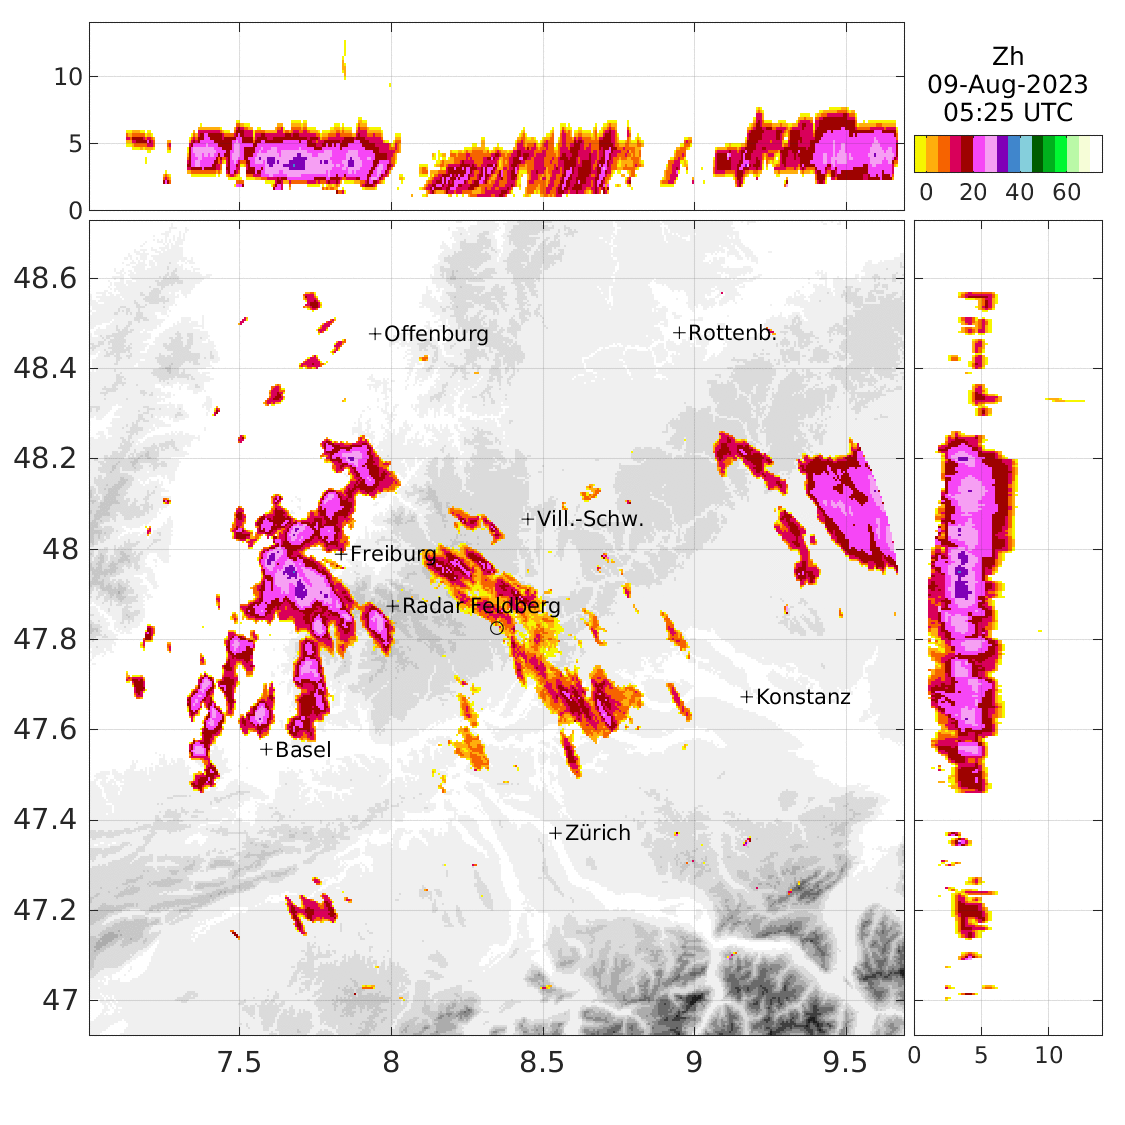 10
5
0
Zh
09-Aug-2023
05:25 UTC
0 20 40 60
48.6
48.4
48.2
48
47.8
47.6
47.4
47.2
47
+Offenburg
+Rottenb.
+Vill.-Schw.
+Freiburg
+Radar Feldberg
+Konstanz
+Basel
+Zürich
7.5 8 8.5 9 9.5
0 5 10